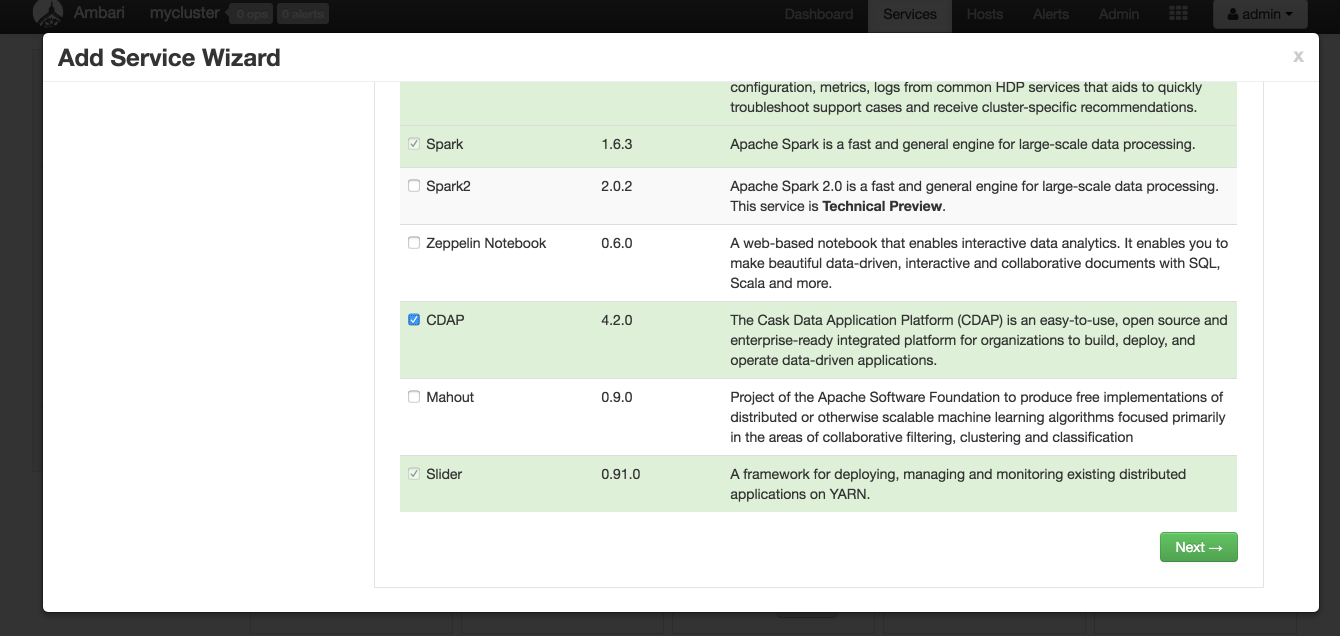 Ambari mycluster 0 ops 0 alerts Dashboard Services Hosts Alerts Admin admin
Add Service Wizard x
configuration, metrics, logs from common HDP services that aids to quickly
troubleshoot support cases and receive cluster-specific recommendations.
Spark 1.6.3 Apache Spark is a fast and general engine for large-scale data processing.
Spark2 2.0.2 Apache Spark 2.0 is a fast and general engine for large-scale data processing.
This service is Technical Preview.
Zeppelin Notebook 0.6.0 A web-based notebook that enables interactive data analytics. It enables you to
make beautiful data-driven, interactive and collaborative documents with SQL,
Scala and more.
CDAP 4.2.0 The Cask Data Application Platform (CDAP) is an easy-to-use, open source and
enterprise-ready integrated platform for organizations to build, deploy, and
operate data-driven applications.
Mahout 0.9.0 Project of the Apache Software Foundation to produce free implementations of
distributed or otherwise scalable machine learning algorithms focused primarily
in the areas of collaborative filtering, clustering and classification
Slider 0.91.0 A framework for deploying, managing and monitoring existing distributed
applications on YARN.
Next →